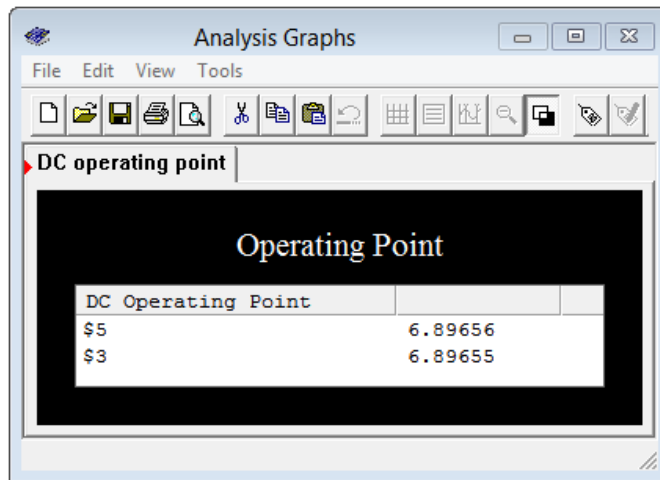 Analysis Graphs
File Edit View Tools
DC operating point
Operating Point
DC Operating Point
$5 6.89656
$3 6.89655